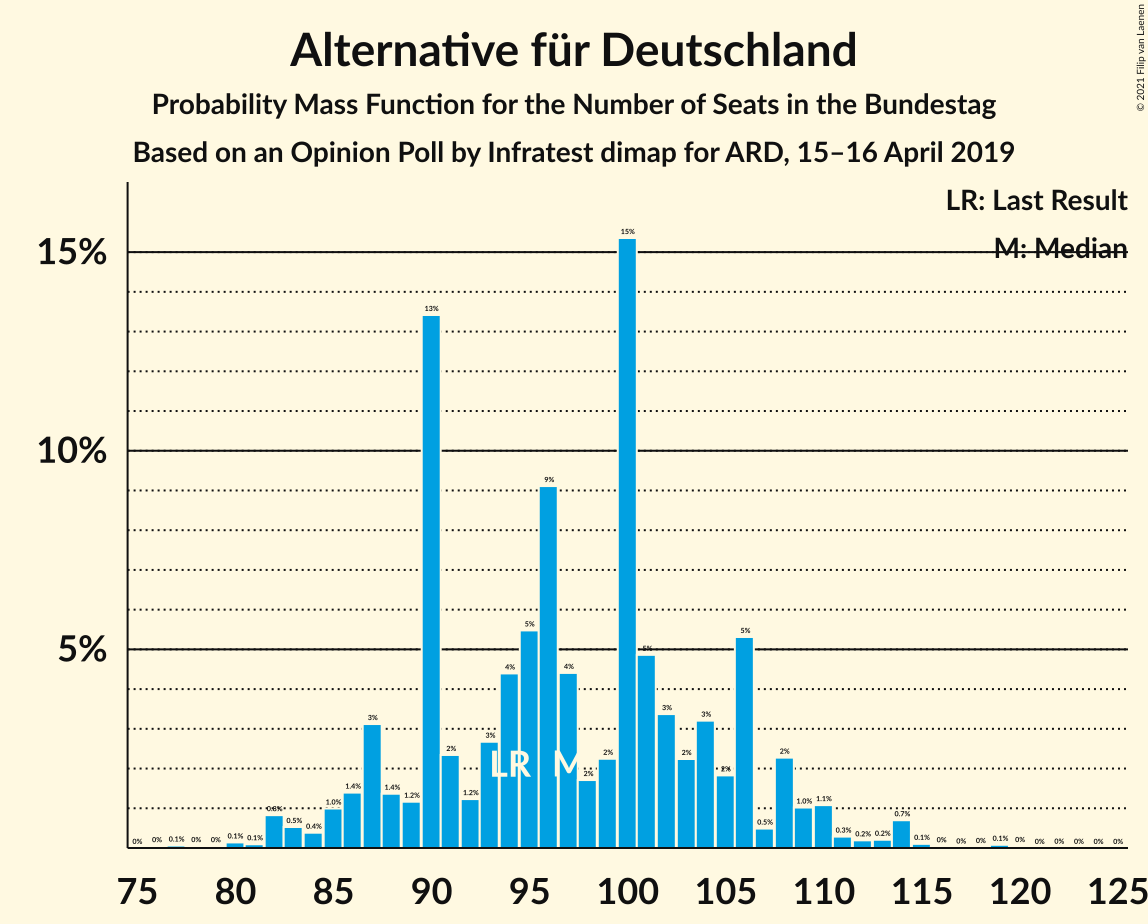 Alternative für Deutschland
Probability Mass Function for the Number of Seats in the Bundestag
Based on an Opinion Poll by Infratest dimap for ARD, 15–16 April 2019
© 2021 Filip van Laenen
LR: Last Result
M: Median
15%
10%
5%
0% 0% 0.1% 0% 0% 0.1% 0.1% 0.8% 0.5% 0.4% 1.0% 1.4% 3% 1.4% 1.2% 13% 2% 1.2% 3% 4% 5% 9% 4% 2% 2% 15% 5% 3% 2% 3% 2% 5% 0.5% 2% 1.0% 1.1% 0.3% 0.2% 0.2% 0.7% 0.1% 0% 0% 0% 0.1% 0% 0% 0% 0% 0% 0%
LR M
75 80 85 90 95 100 105 110 115 120 125